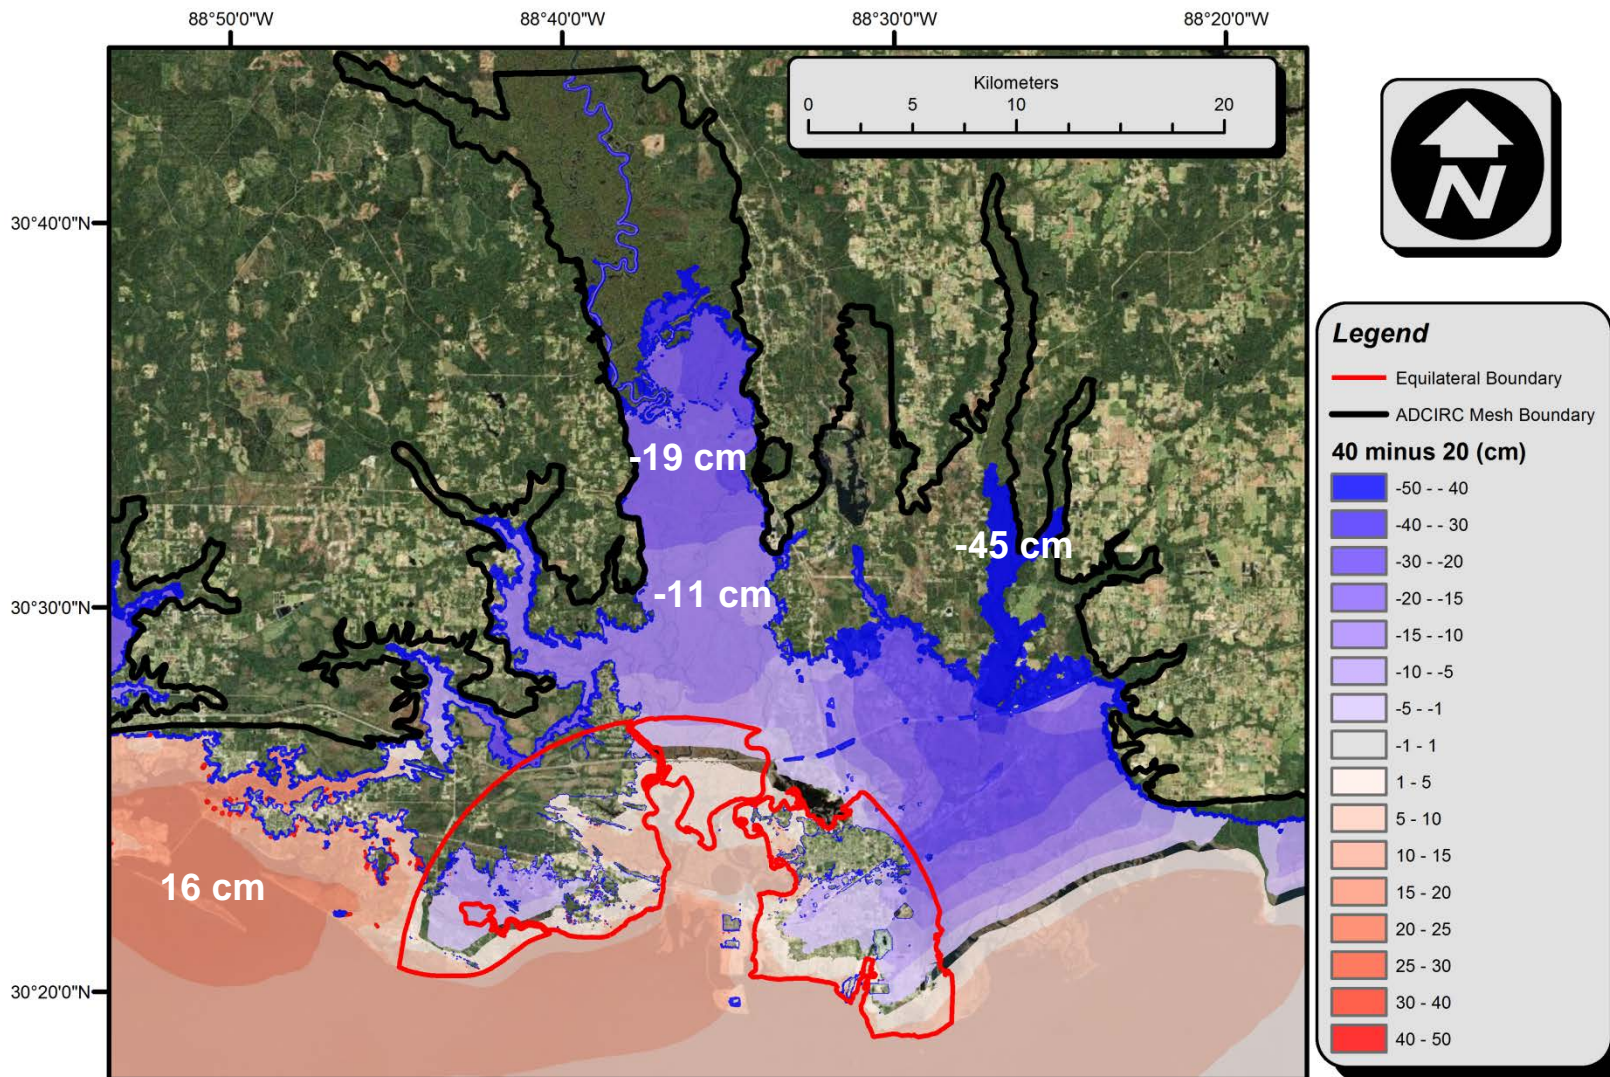 88°50'0"W
88°40'0"W
88°30'0"W
88°20'0"W
Kilometers
0 5 10 20
N
30°40'0"N
30°30'0"N
30°20'0"N
-19 cm
-45 cm
-11 cm
16 cm
Legend
Equilateral Boundary
ADCIRC Mesh Boundary
40 minus 20 (cm)
-50 - -40
-40 - -30
-30 - -20
-20 - -15
-15 - -10
-10 - -5
-5 - -1
-1 - 1
1 - 5
5 - 10
10 - 15
15 - 20
20 - 25
25 - 30
30 - 40
40 - 50